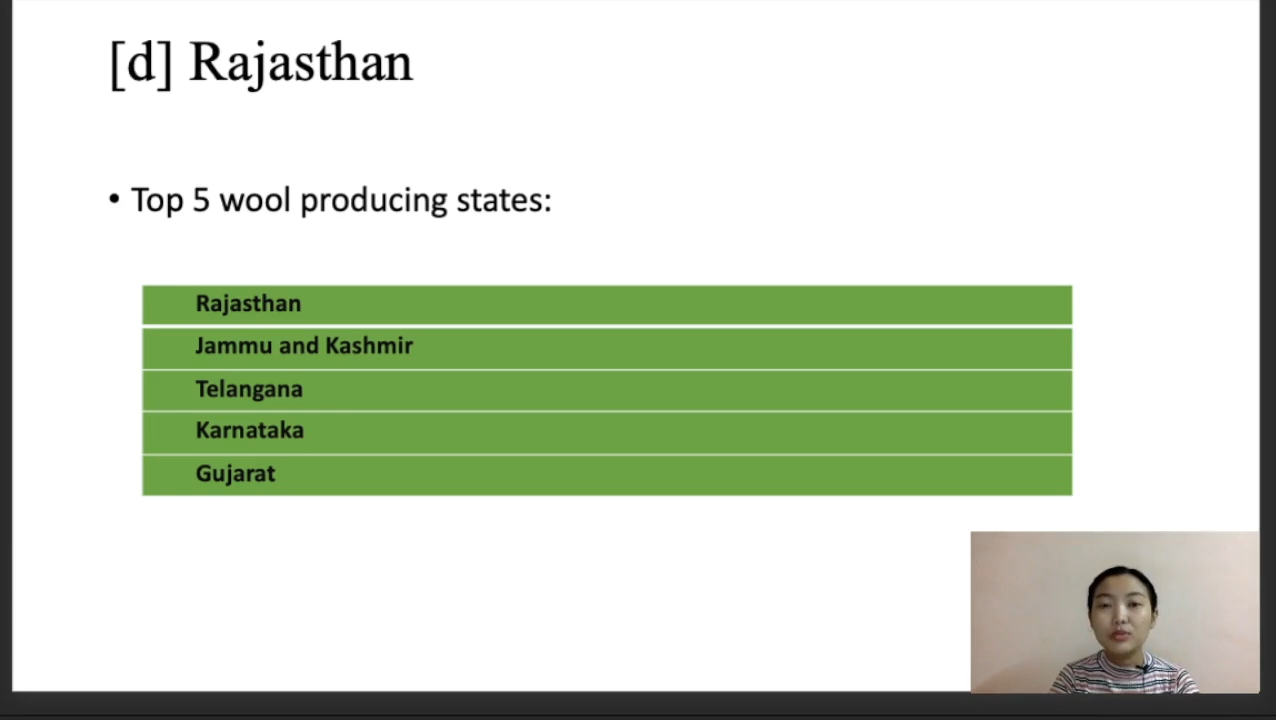 [d] Rajasthan
• Top 5 wool producing states:
Rajasthan
Jammu and Kashmir
Telangana
Karnataka
Gujarat